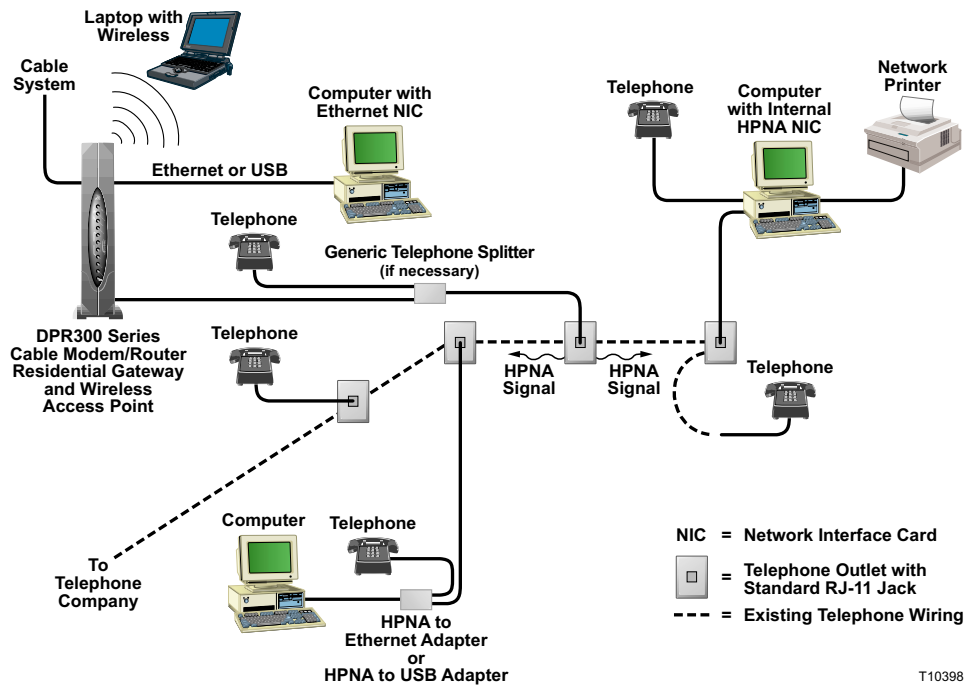 Laptop with
Wireless
Cable
System
Computer with
Ethernet NIC
Telephone
Computer
with Internal
HPNA NIC
Network
Printer
Ethernet or USB
Telephone
Generic Telephone Splitter
(if necessary)
DPR300 Series
Cable Modem/Router
Residential Gateway
and Wireless
Access Point
Telephone
HPNA
Signal
HPNA
Signal
Telephone
To
Telephone
Company
Computer
Telephone
HPNA to
Ethernet Adapter
or
HPNA to USB Adapter
NIC = Network Interface Card
= Telephone Outlet with
Standard RJ-11 Jack
= Existing Telephone Wiring
T10398